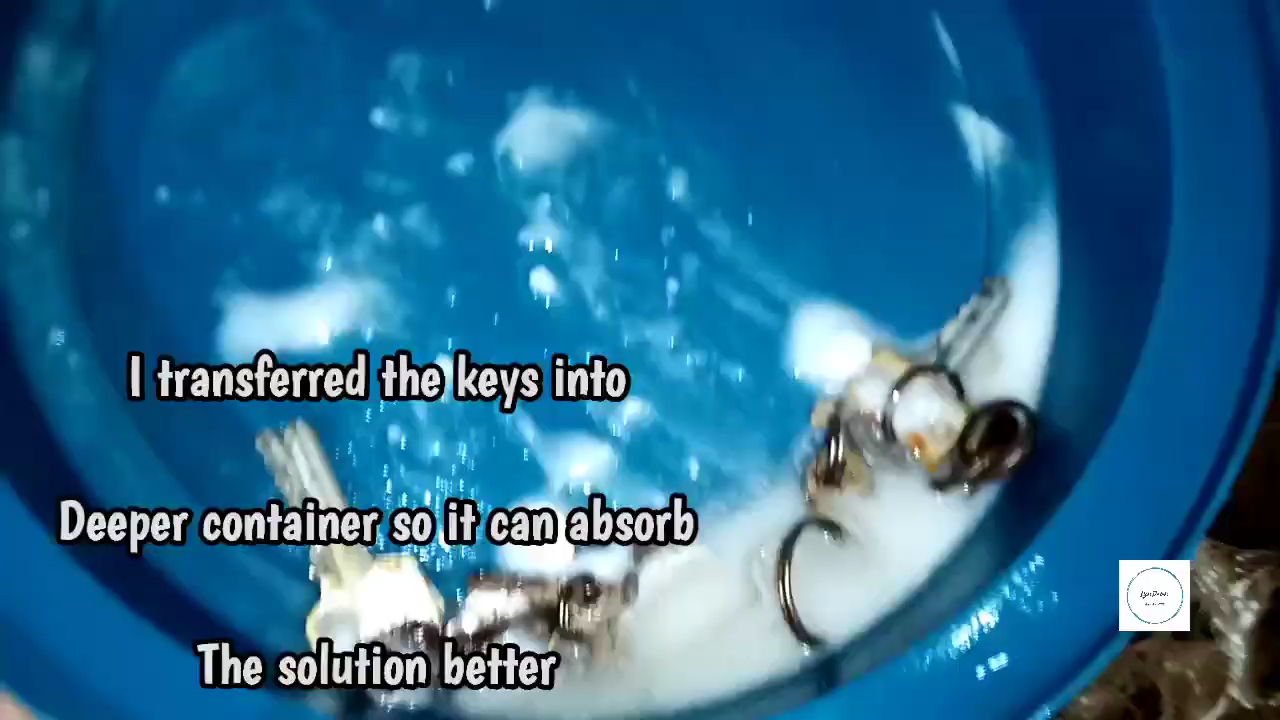 I transferred the keys into
Deeper container so it can absorb
The solution better